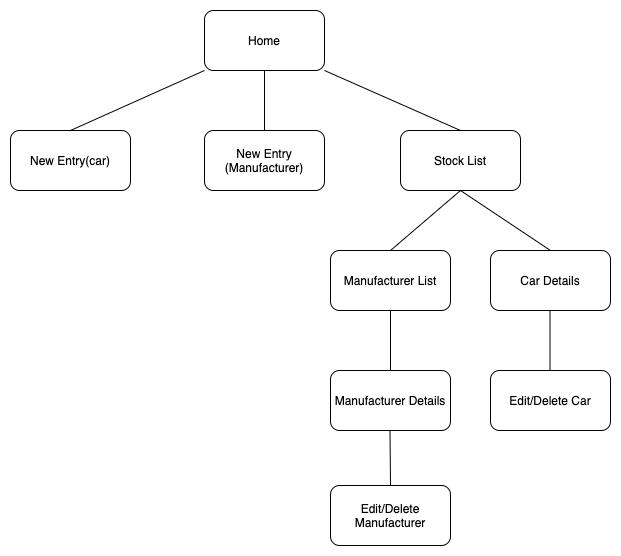 Home
New Entry(car)
New Entry
(Manufacturer)
Stock List
Manufacturer List
Car Details
Manufacturer Details
Edit/Delete Car
Edit/Delete
Manufacturer